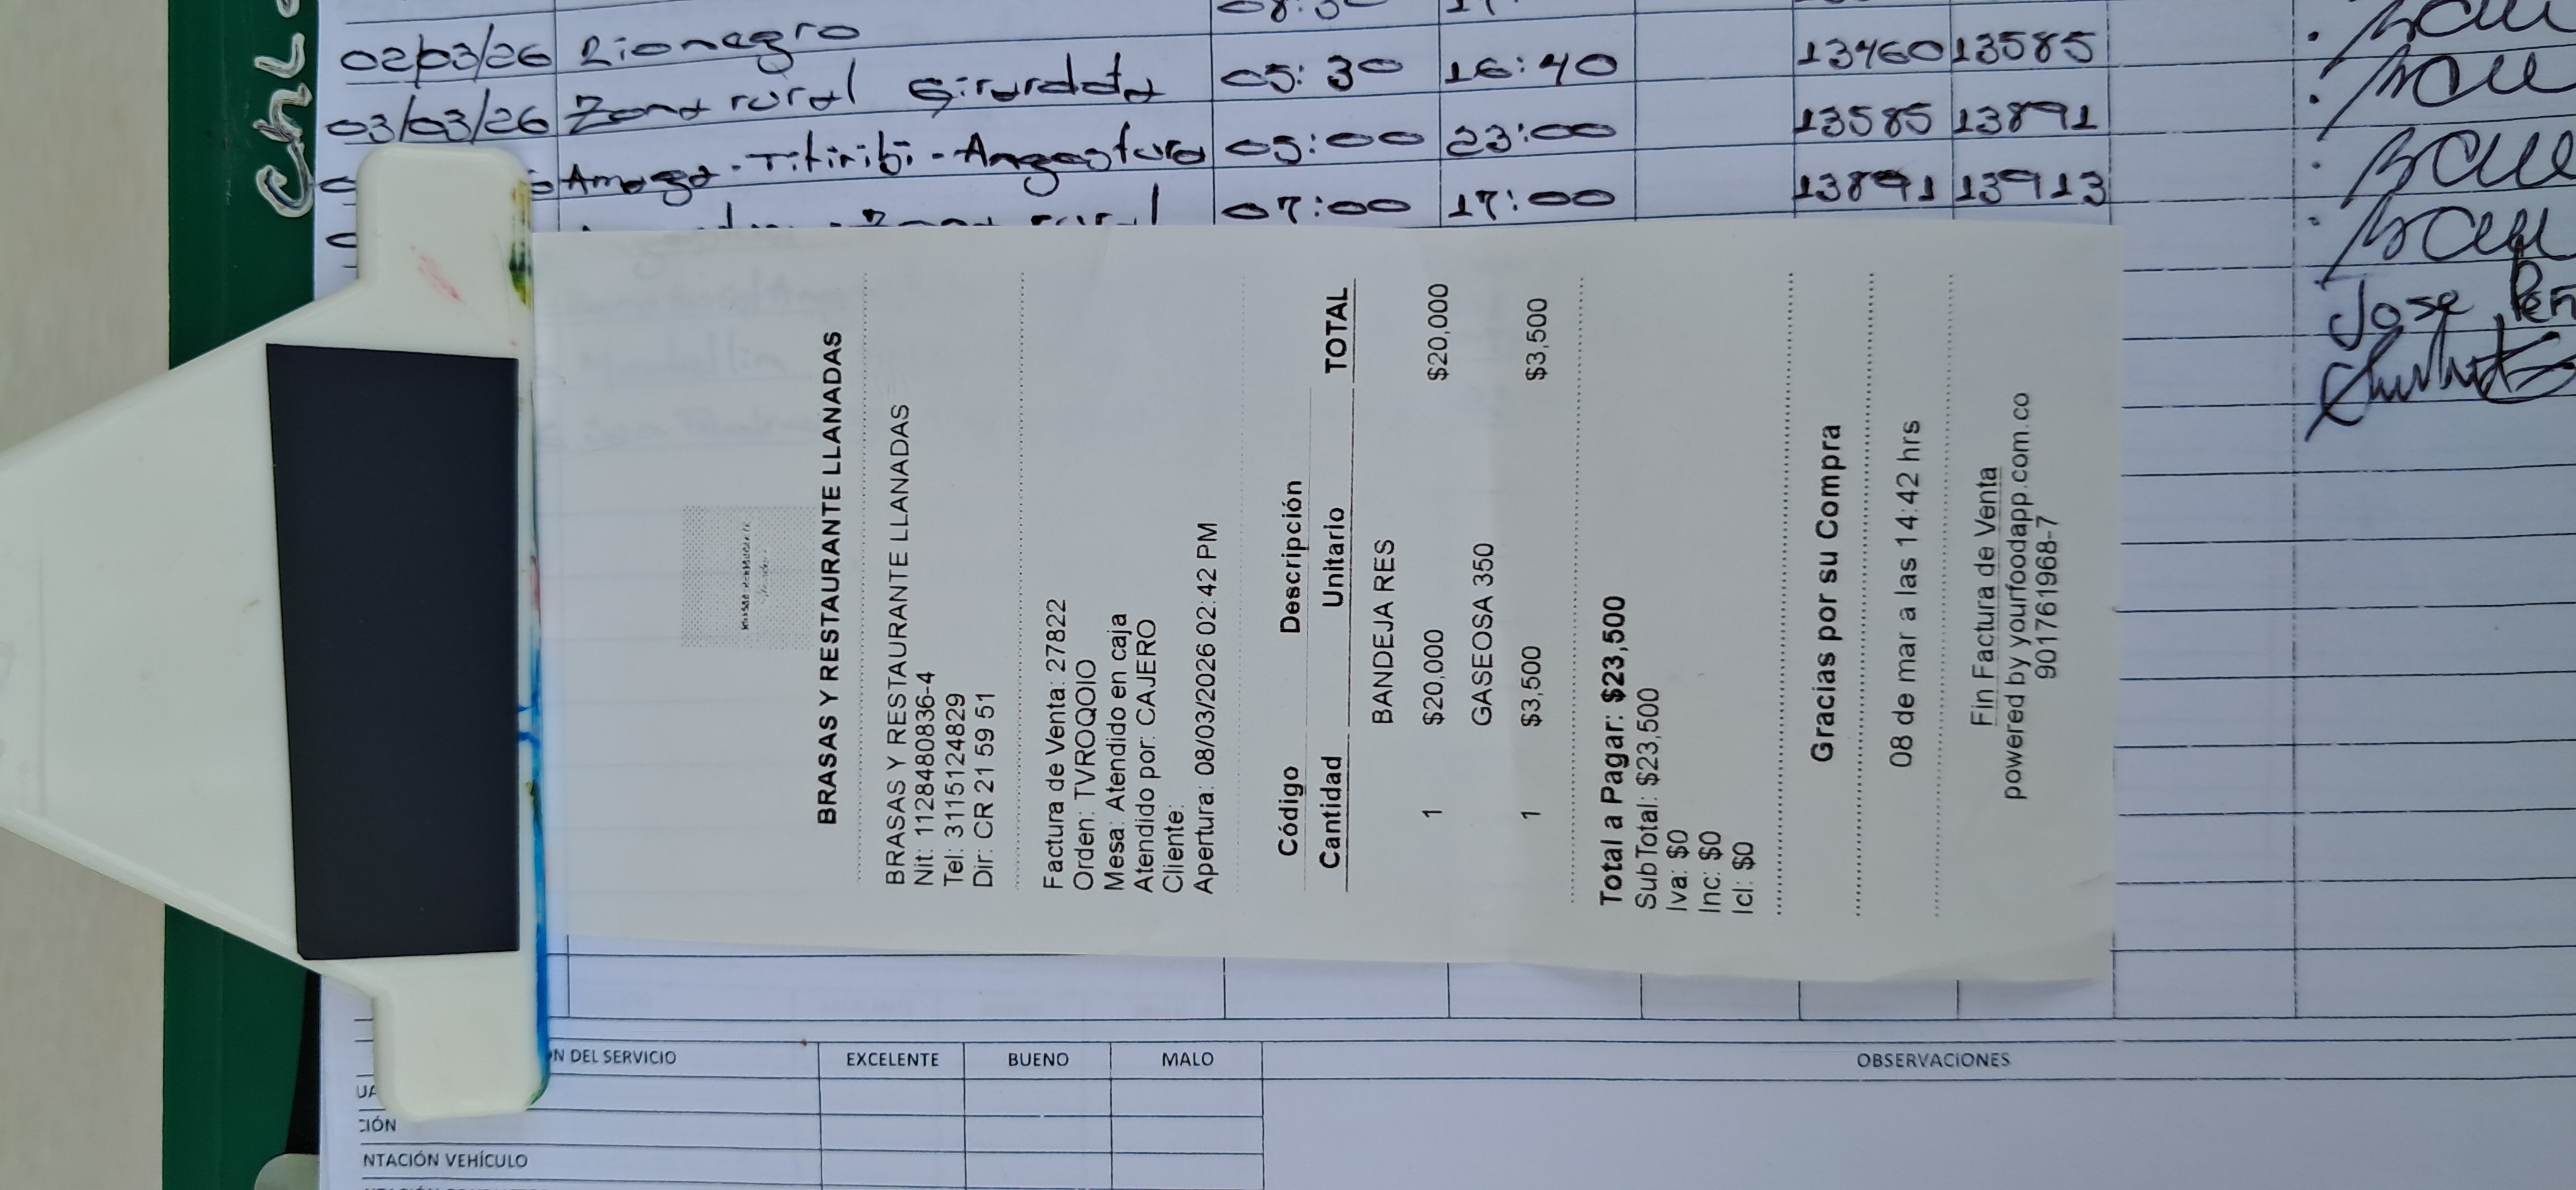 02/03/26 Rionegro
03/03/26 Zona rural Girardota 05:30 16:40 13460 13585
Amaga-Titiribi-Angostura 05:00 23:00 13585 13891
07:00 17:00 13891 13913
Jose
BRASAS Y RESTAURANTE LLANADAS
BRASAS Y RESTAURANTE LLANADAS
Nit: 1128480836-4
Tel: 3115124829
Dir: CR 21 59 51
Factura de Venta: 27822
Orden: TVROQOIO
Mesa: Atendido en caja
Atendido por: CAJERO
Cliente:
Apertura: 08/03/2026 02:42 PM
Código Descripción
Cantidad Unitario TOTAL
BANDEJA RES
1 $20,000 $20,000
GASEOSA 350
1 $3,500 $3,500
Total a Pagar: $23,500
SubTotal: $23,500
Iva: $0
Inc: $0
Icl: $0
Gracias por su Compra
08 de mar a las 14:42 hrs
Fin Factura de Venta
powered by yourfoodapp.com.co
901761968-7
N DEL SERVICIO EXCELENTE BUENO MALO OBSERVACIONES
CIÓN
NTACIÓN VEHÍCULO